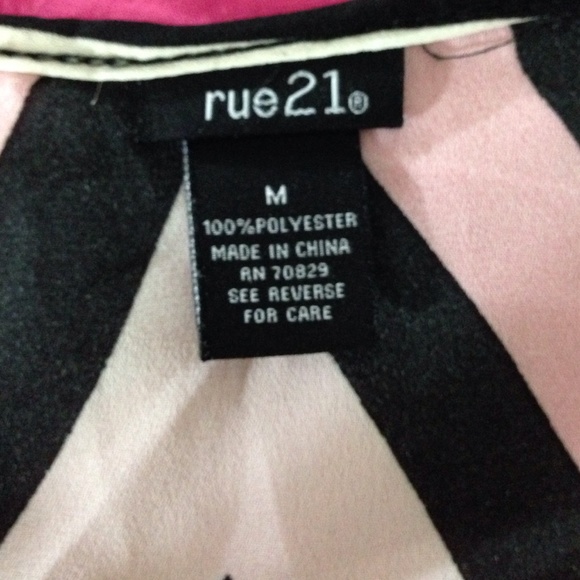 rue21®
M
100%POLYESTER
MADE IN CHINA
RN 70829
SEE REVERSE
FOR CARE